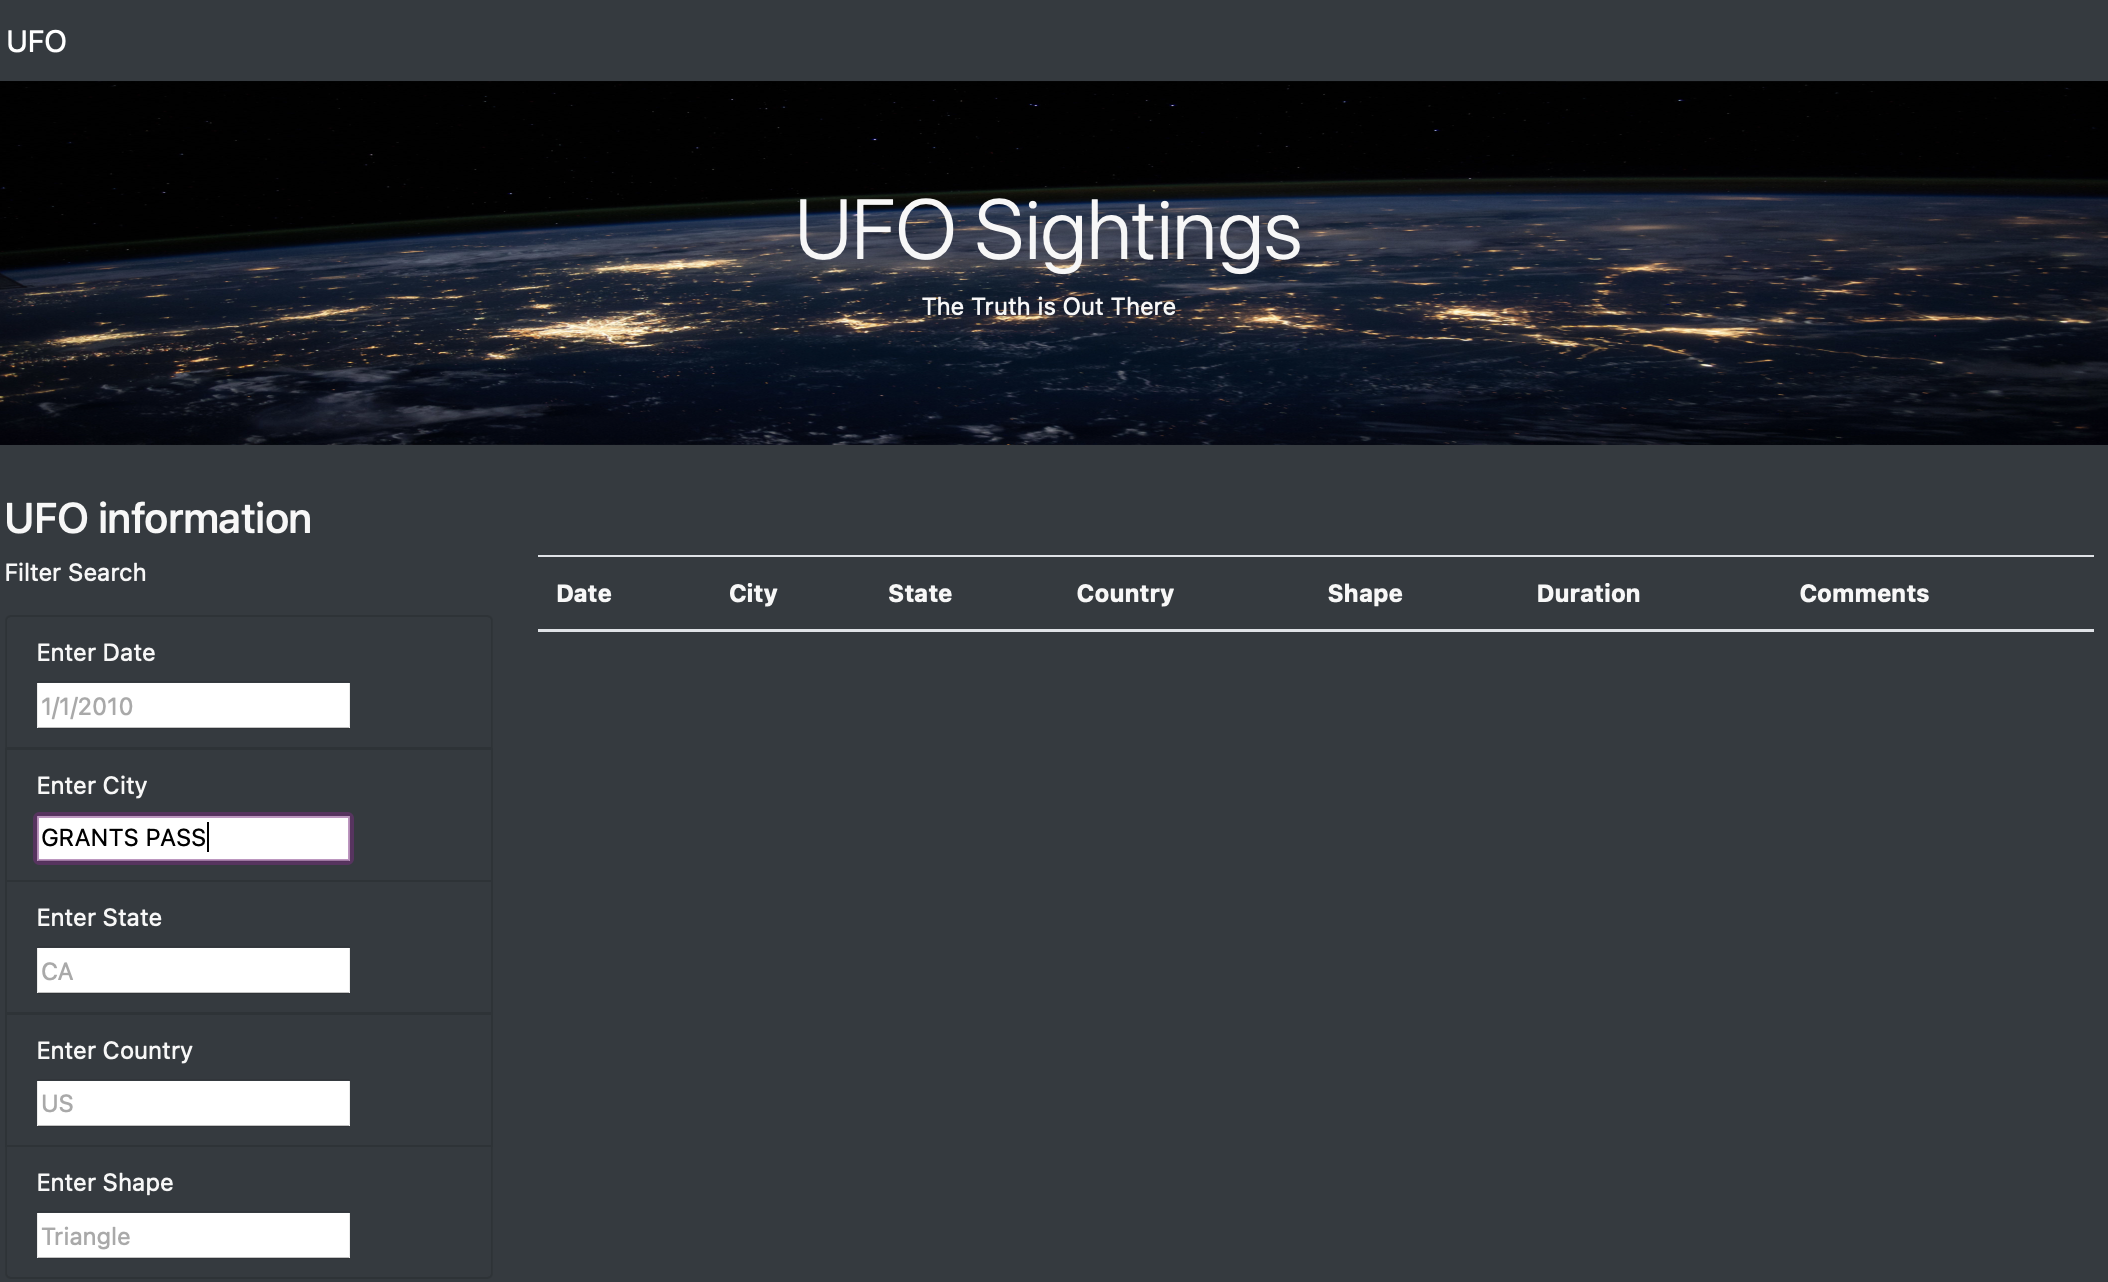 UFO
UFO Sightings
The Truth is Out There
UFO information
Filter Search
Date City State Country Shape Duration Comments
Enter Date
1/1/2010
Enter City
GRANTS PASS
Enter State
CA
Enter Country
US
Enter Shape
Triangle